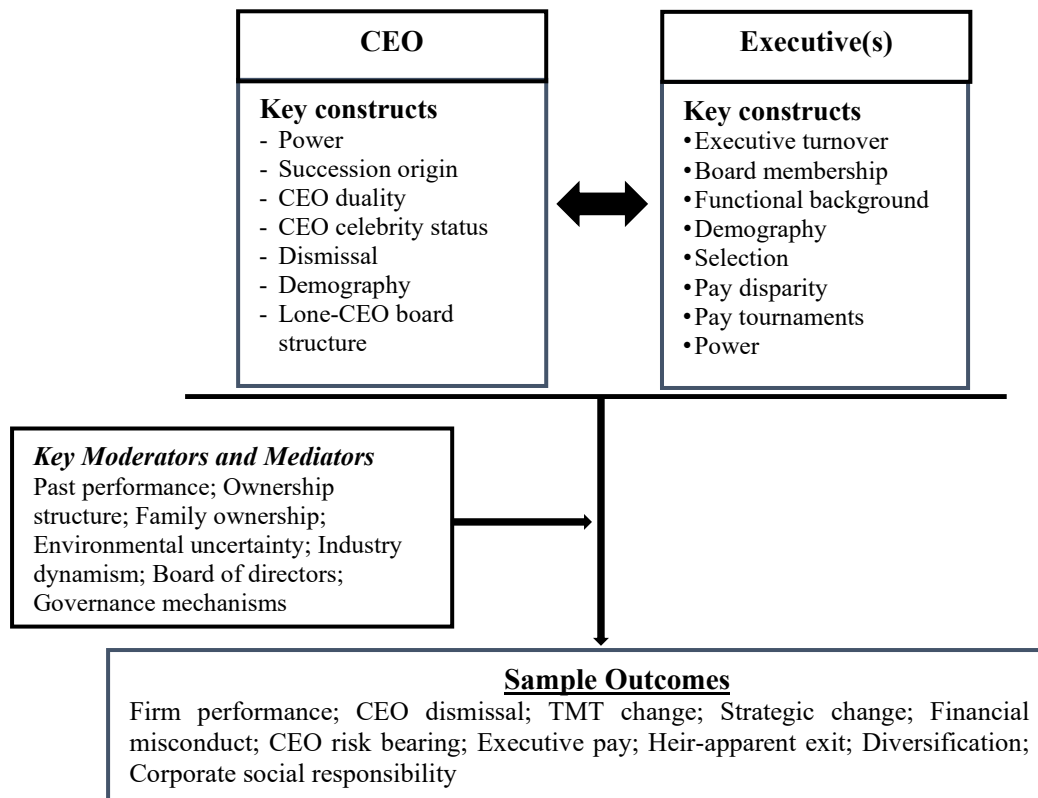 CEO
Key constructs
- Power
- Succession origin
- CEO duality
- CEO celebrity status
- Dismissal
- Demography
- Lone-CEO board
structure
Executive(s)
Key constructs
•Executive turnover
•Board membership
•Functional background
•Demography
•Selection
•Pay disparity
•Pay tournaments
•Power
Key Moderators and Mediators
Past performance; Ownership
structure; Family ownership;
Environmental uncertainty; Industry
dynamism; Board of directors;
Governance mechanisms
Sample Outcomes
Firm performance; CEO dismissal; TMT change; Strategic change; Financial
misconduct; CEO risk bearing; Executive pay; Heir-apparent exit; Diversification;
Corporate social responsibility